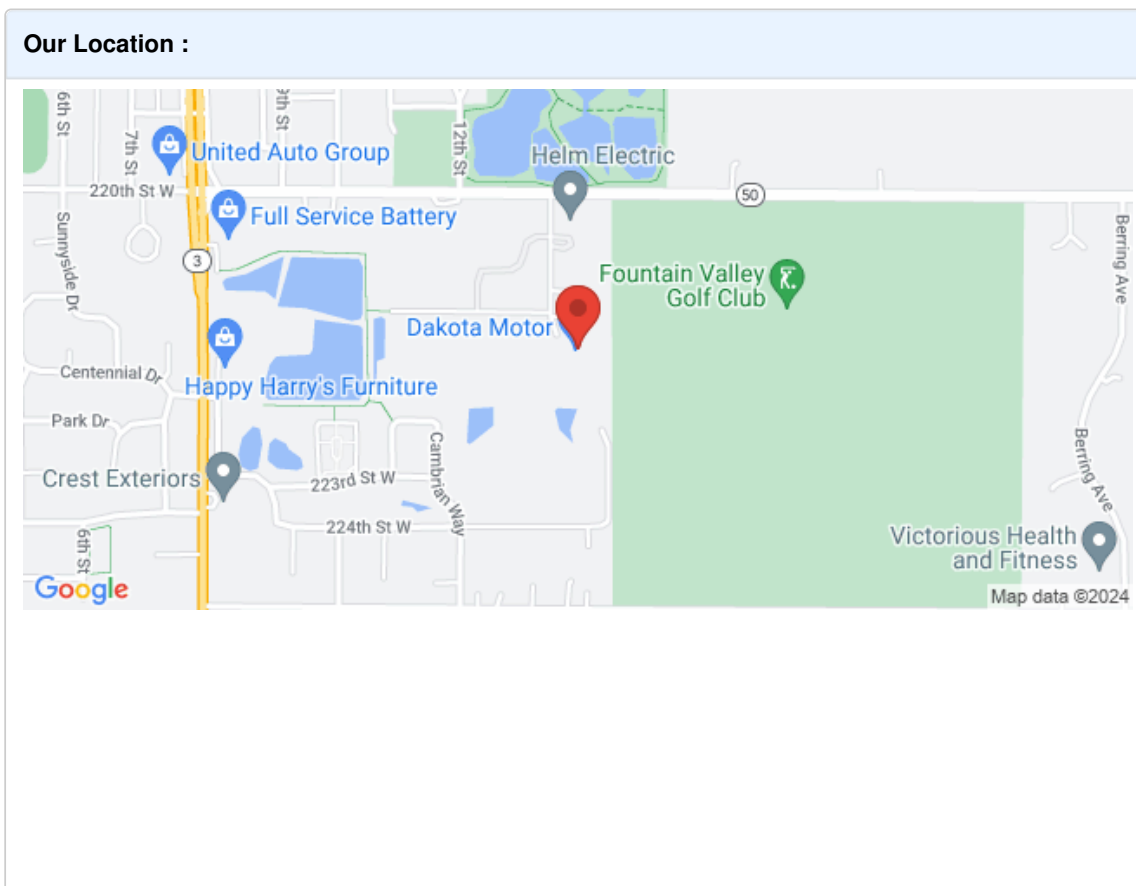 Our Location :
6th St
7th St
9th St
12th St
United Auto Group
Helm Electric
220th St W
50
Full Service Battery
Sunnyside Dr
Berring Ave
3
Fountain Valley
Golf Club
Dakota Motor
Centennial Dr
Happy Harry's Furniture
Park Dr
Cambrian Way
Berring Ave
Crest Exteriors
223rd St W
224th St W
6th St
Victorious Health
and Fitness
Google
Map data ©2024